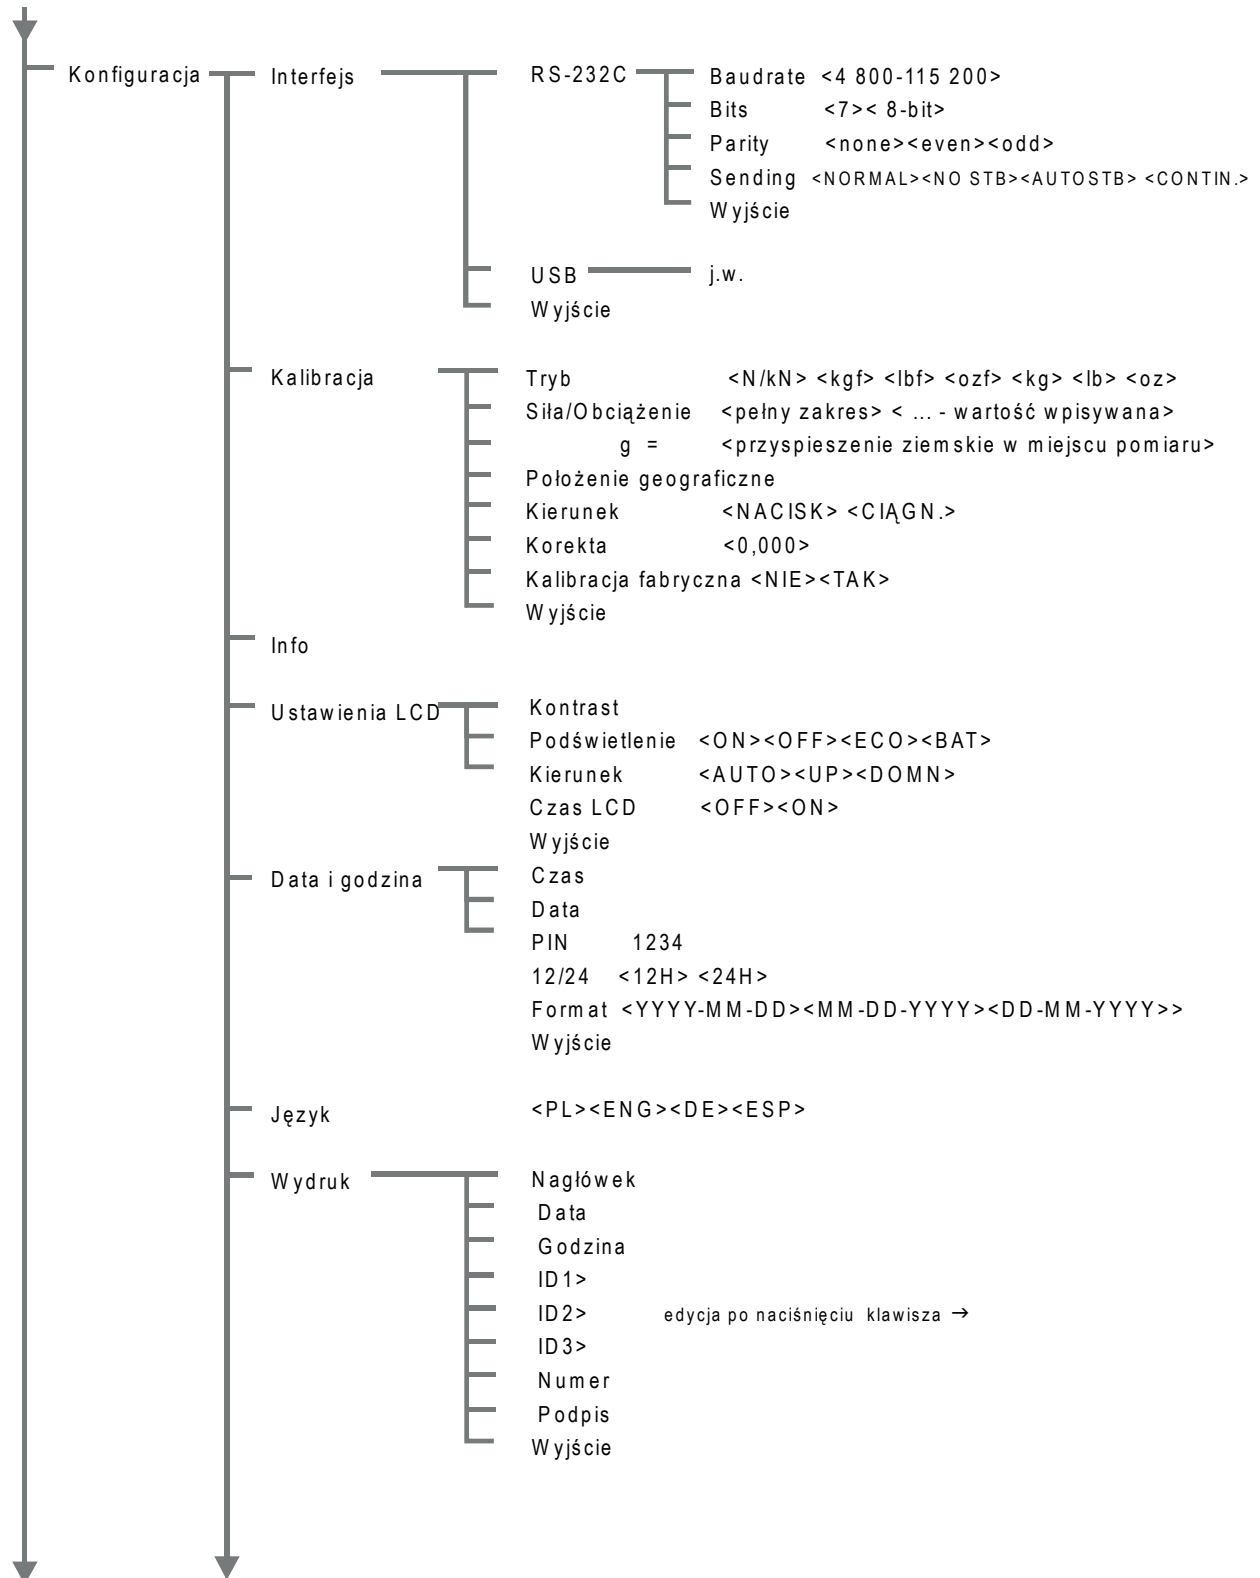 Konfiguracja Interfejs RS-232C Baudrate <4 800-115 200>
Bits <7>< 8-bit>
Parity <none><even><odd>
Sending <NORMAL><NO STB><AUTOSTB> <CONTIN.>
Wyjście
USB j.w.
Wyjście
Kalibracja Tryb <N/kN> <kgf> <lbf> <ozf> <kg> <lb> <oz>
Siła/Obciążenie <pełny zakres> < ... - wartość wpisywana>
g = <przyspieszenie ziemskie w miejscu pomiaru>
Położenie geograficzne
Kierunek <NACISK> <CIĄGN.>
Korekta <0,000>
Kalibracja fabryczna <NIE><TAK>
Wyjście
Info
Ustawienia LCD Kontrast
Podświetlenie <ON><OFF><ECO><BAT>
Kierunek <AUTO><UP><DOMN>
Czas LCD <OFF><ON>
Wyjście
Data i godzina Czas
Data
PIN 1234
12/24 <12H> <24H>
Format <YYYY-MM-DD><MM-DD-YYYY><DD-MM-YYYY>>
Wyjście
Język <PL><ENG><DE><ESP>
Wydruk Nagłówek
Data
Godzina
ID1>
ID2> edycja po naciśnięciu klawisza →
ID3>
Numer
Podpis
Wyjście